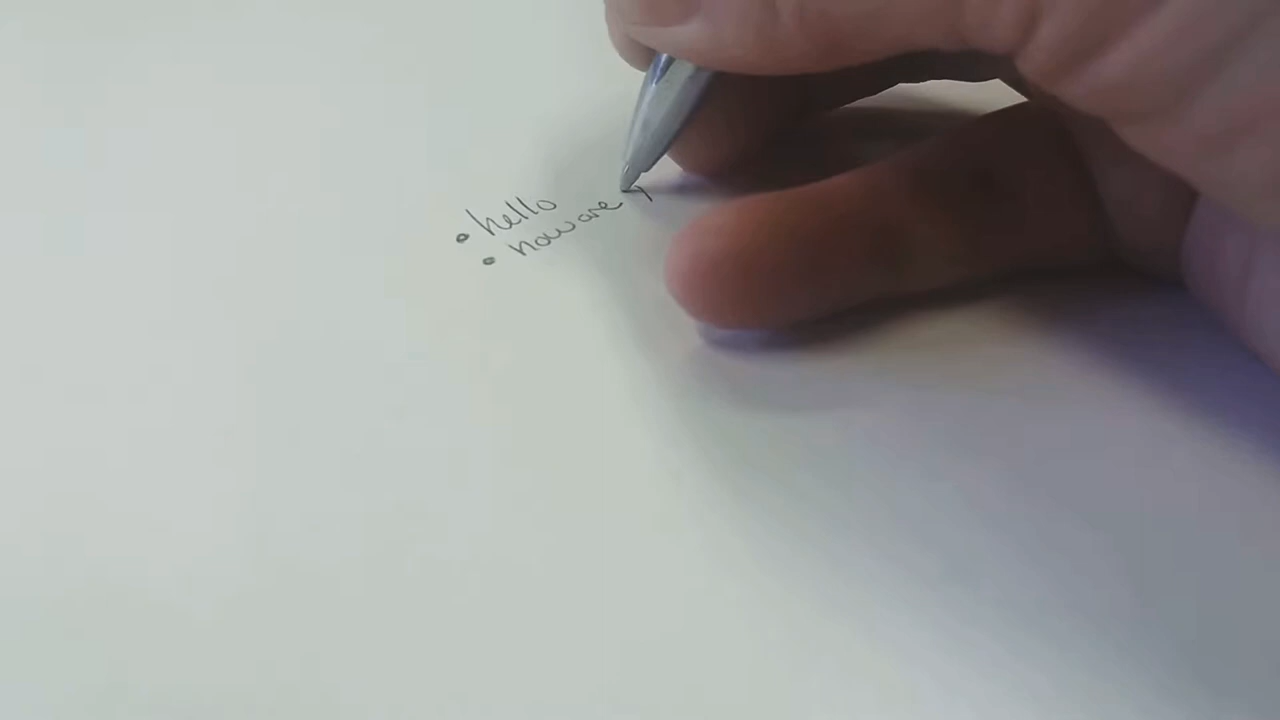 • hello
• how are